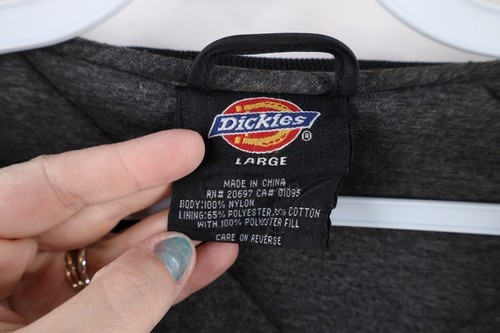 Dickies ®
LARGE
MADE IN CHINA
RN# 20697 CA# 01095
BODY:100% NYLON
LINING:65% POLYESTER,35% COTTON
WITH 100% POLYESTER FILL
CARE ON REVERSE